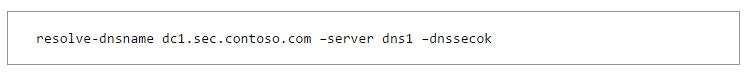 resolve-dnsname dc1.sec.contoso.com –server dns1 –dnssecok